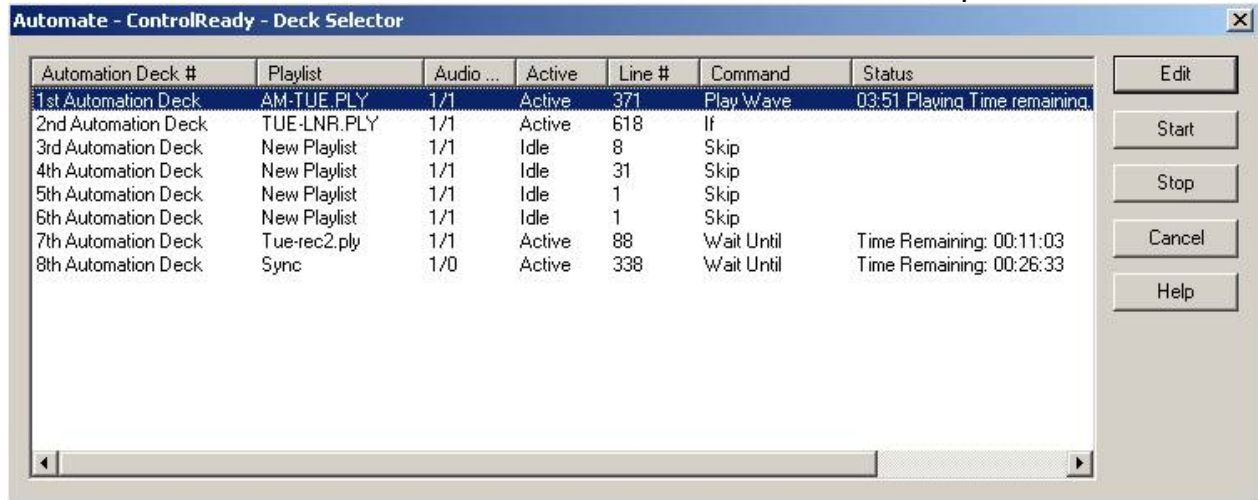 Automate - ControlReady - Deck Selector
Automation Deck # Playlist Audio ... Active Line # Command Status
1st Automation Deck AM-TUE.PLY 1/1 Active 371 Play Wave 03:51 Playing Time remaining.
2nd Automation Deck TUE-LNR.PLY 1/1 Active 618 If
3rd Automation Deck New Playlist 1/1 Idle 8 Skip
4th Automation Deck New Playlist 1/1 Idle 31 Skip
5th Automation Deck New Playlist 1/1 Idle 1 Skip
6th Automation Deck New Playlist 1/1 Idle 1 Skip
7th Automation Deck Tue-rec2.ply 1/1 Active 88 Wait Until Time Remaining: 00:11:03
8th Automation Deck Sync 1/0 Active 338 Wait Until Time Remaining: 00:26:33
Edit
Start
Stop
Cancel
Help